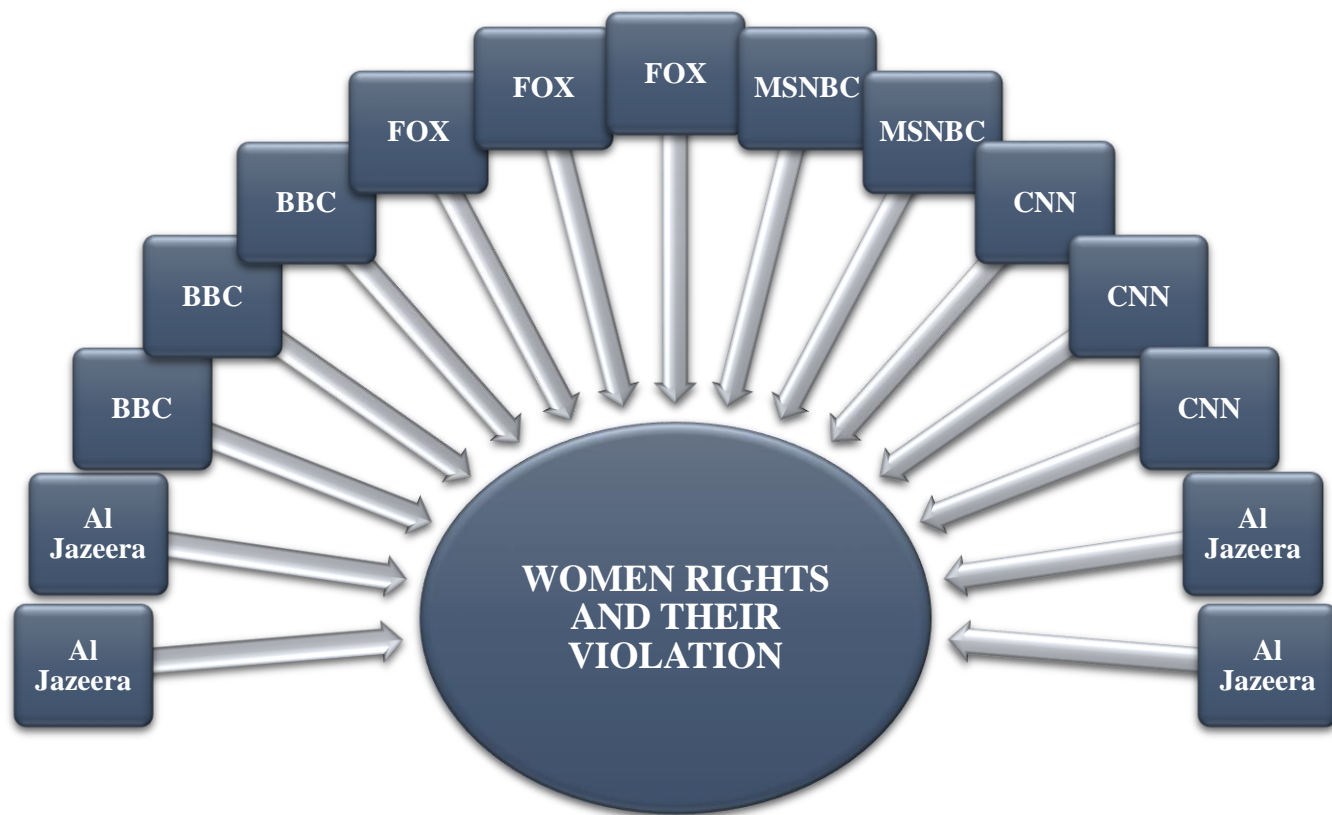 Al
Jazeera
Al
Jazeera
BBC
BBC
BBC
FOX
FOX
FOX
MSNBC
MSNBC
CNN
CNN
CNN
Al
Jazeera
Al
Jazeera
WOMEN RIGHTS
AND THEIR
VIOLATION